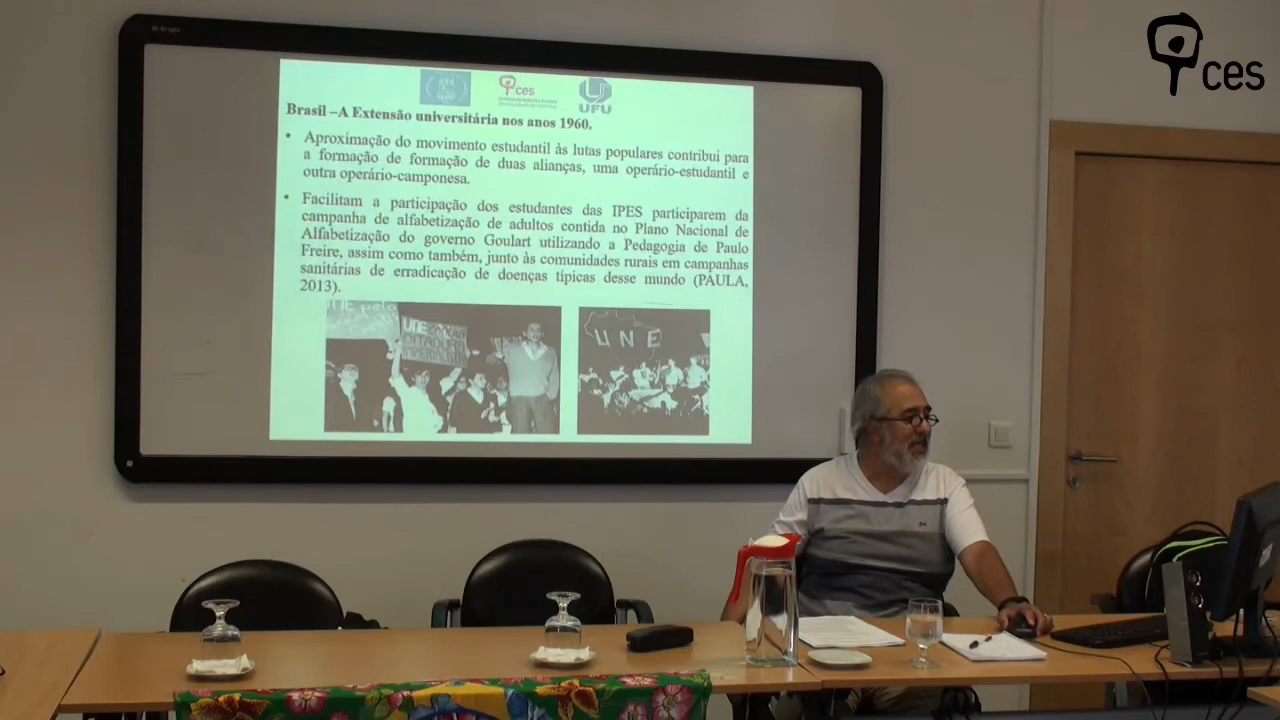 ces
ces
UFU
Brasil –A Extensão universitária nos anos 1960.
• Aproximação do movimento estudantil às lutas populares contribui para
a formação de formação de duas alianças, uma operário-estudantil e
outra operário-camponesa.
• Facilitam a participação dos estudantes das IPES participarem da
campanha de alfabetização de adultos contida no Plano Nacional de
Alfabetização do governo Goulart utilizando a Pedagogia de Paulo
Freire, assim como também, junto às comunidades rurais em campanhas
sanitárias de erradicação de doenças típicas desse mundo (PAULA,
2013).
UNE